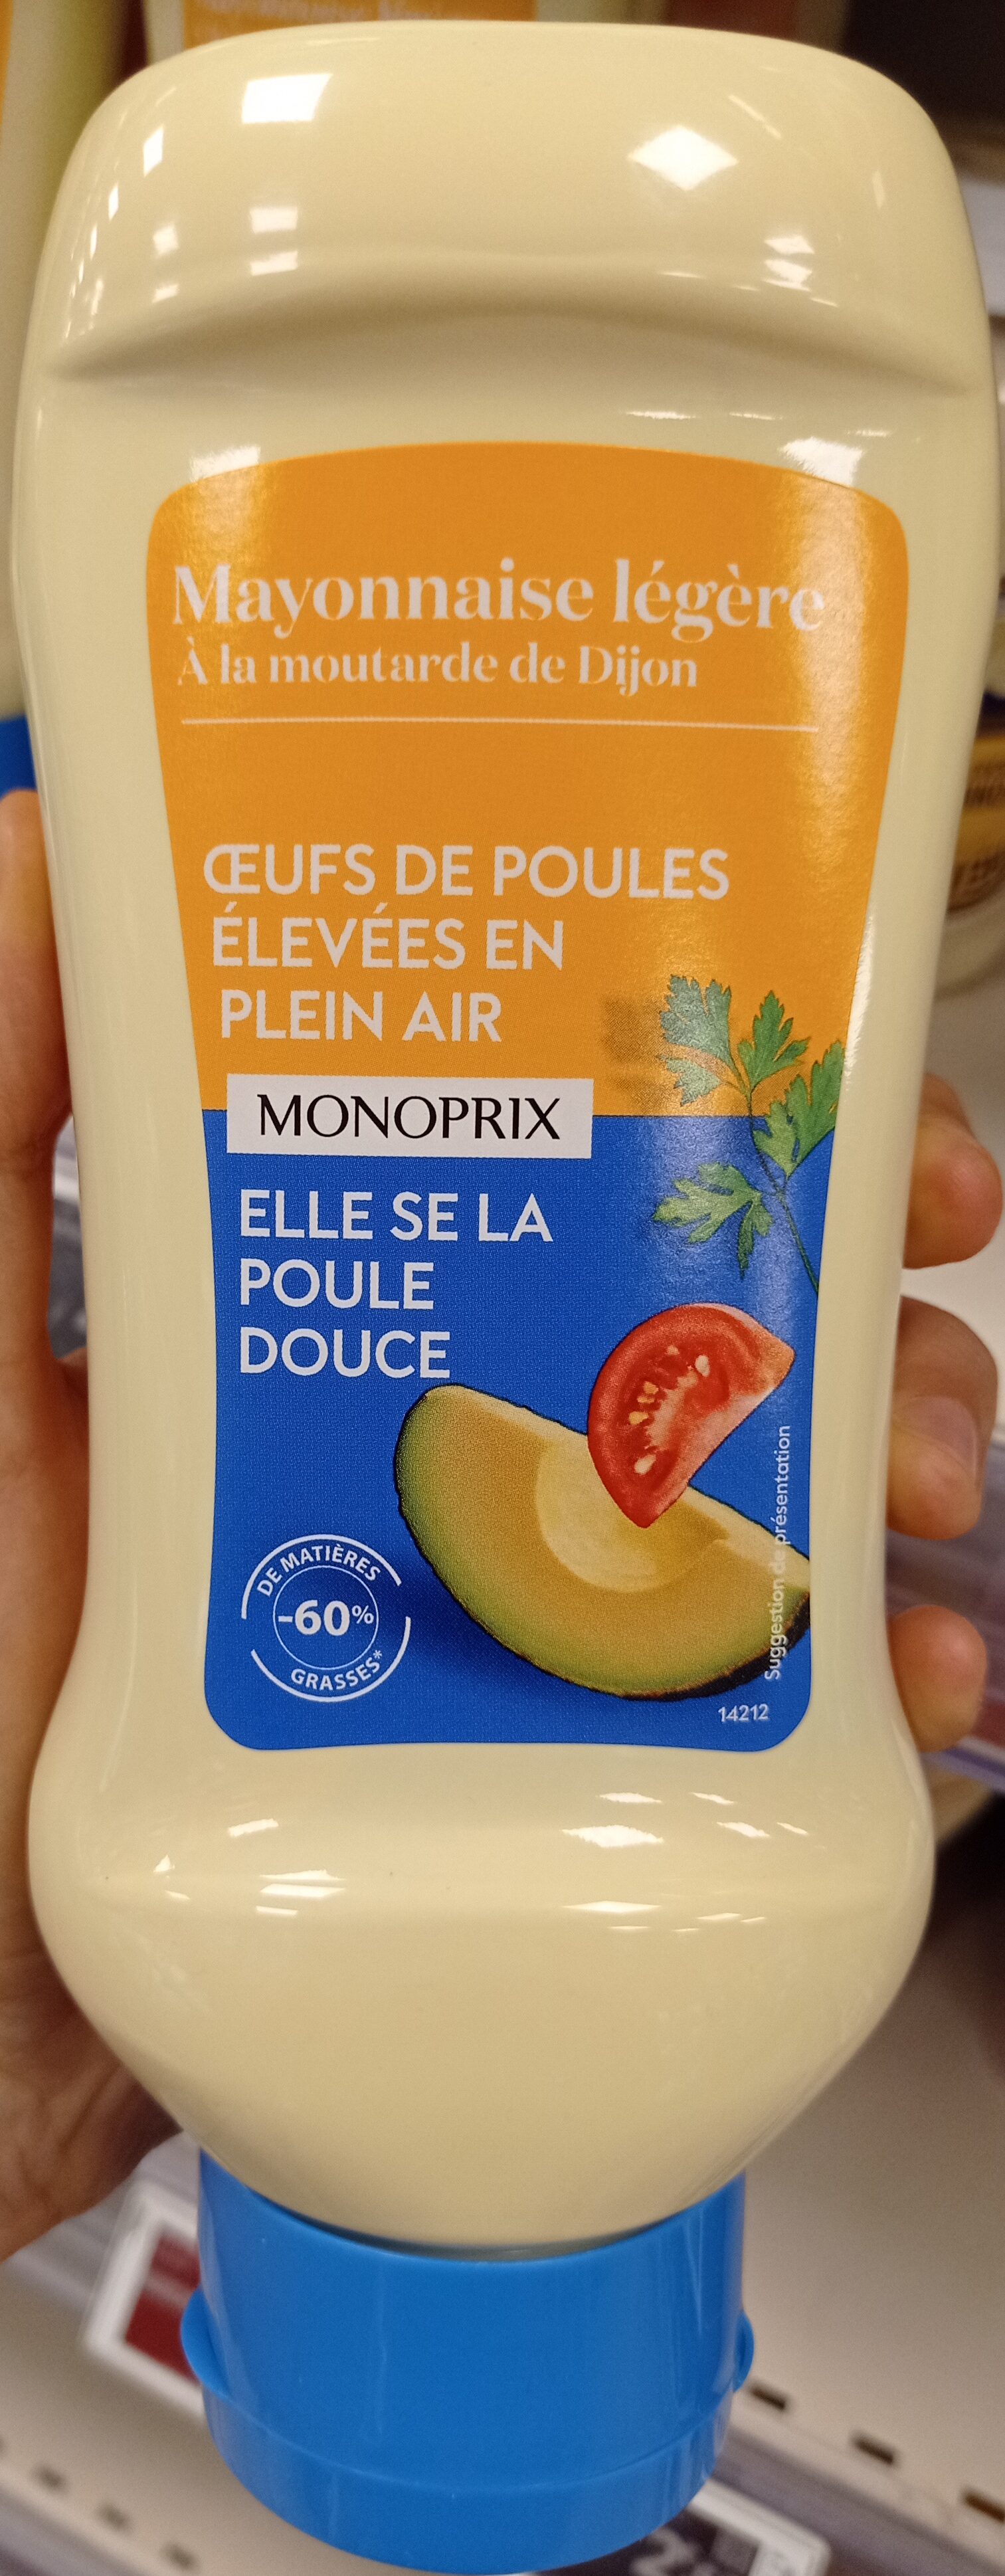 Mayonnaise légère
À la moutarde de Dijon
ŒUFS DE POULES
ÉLEVÉES EN
PLEIN AIR
MONOPRIX
ELLE SE LA
POULE
DOUCE
DE MATIÈRES
-60%
GRASSES*
Suggestion de présentation
14212